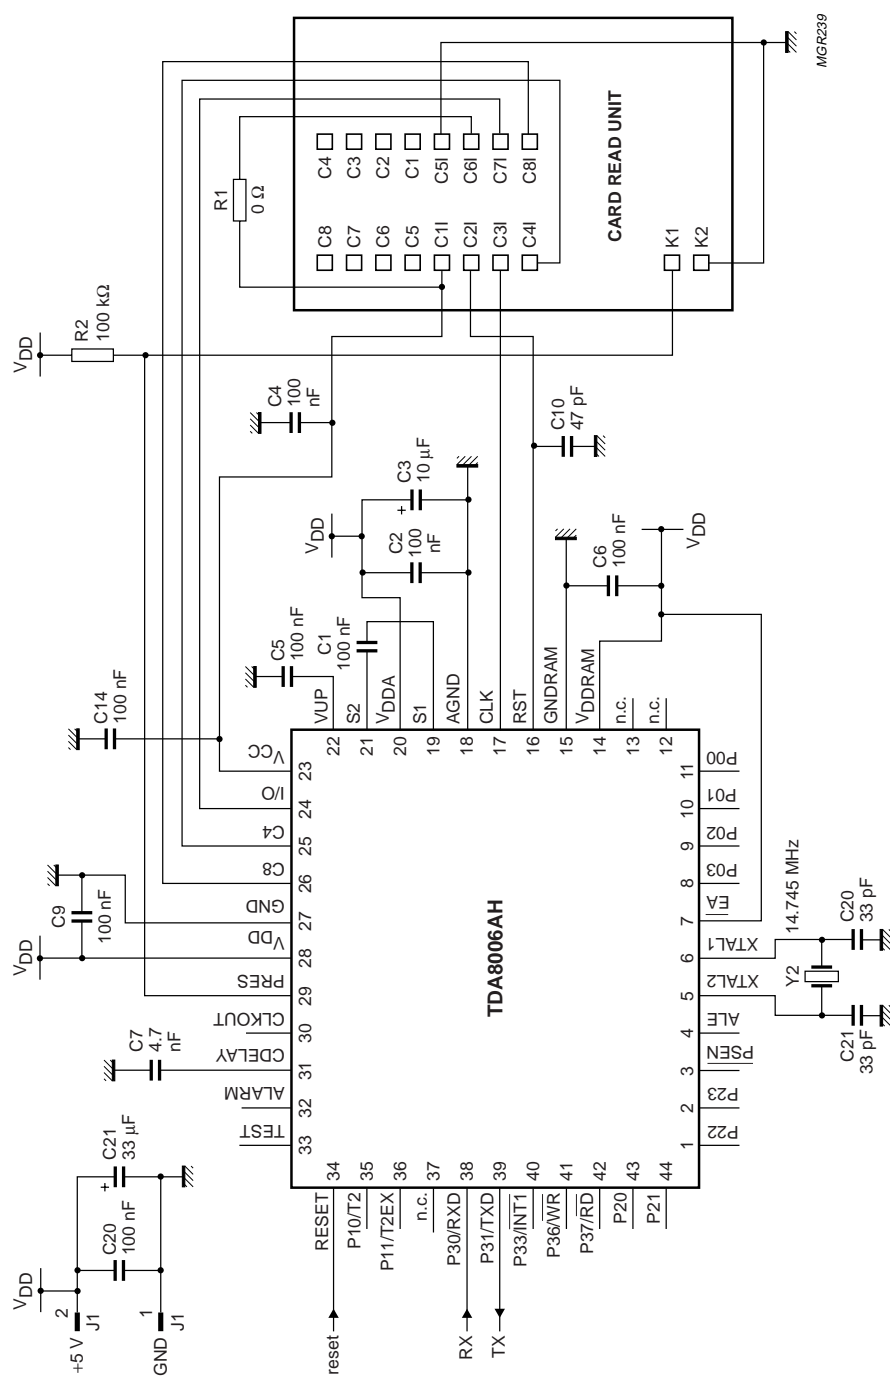 MGR239
CARD READ UNIT
C8
C7
C6
C5
C1I
C2I
C3I
C4I
C4
C3
C2
C1
C5I
C6I
C7I
C8I
K1
K2
R1
0 Ω
VDD
R2
100 kΩ
C4
100
nF
C14
100 nF
C5
100 nF
C1
100 nF
VDD
C2
100
nF
C3
+
10 µF
C10
47 pF
C6
100 nF
VDD
VDD
C9
100 nF
C7
4.7
nF
VUP
S2
VDDA
S1
AGND
CLK
RST
GNDRAM
VDDRAM
n.c.
n.c.
22
21
20
19
18
17
16
15
14
13
12
VCC
I/O
C4
C8
GND
VDD
PRES
CLKOUT
CDELAY
ALARM
TEST
23
24
25
26
27
28
29
30
31
32
33
TDA8006AH
11
10
9
8
7
6
5
4
3
2
1
P00
P01
P02
P03
EA
XTAL1
XTAL2
ALE
PSEN
P23
P22
14.745 MHz
Y2
C20
33 pF
C21
33 pF
34
35
36
37
38
39
40
41
42
43
44
RESET
P10/T2
P11/T2EX
n.c.
P30/RXD
P31/TXD
P33/INT1
P36/WR
P37/RD
P20
P21
reset
RX
TX
VDD
+5 V
2
J1
GND
1
J1
C20
100 nF
C21
+
33 µF